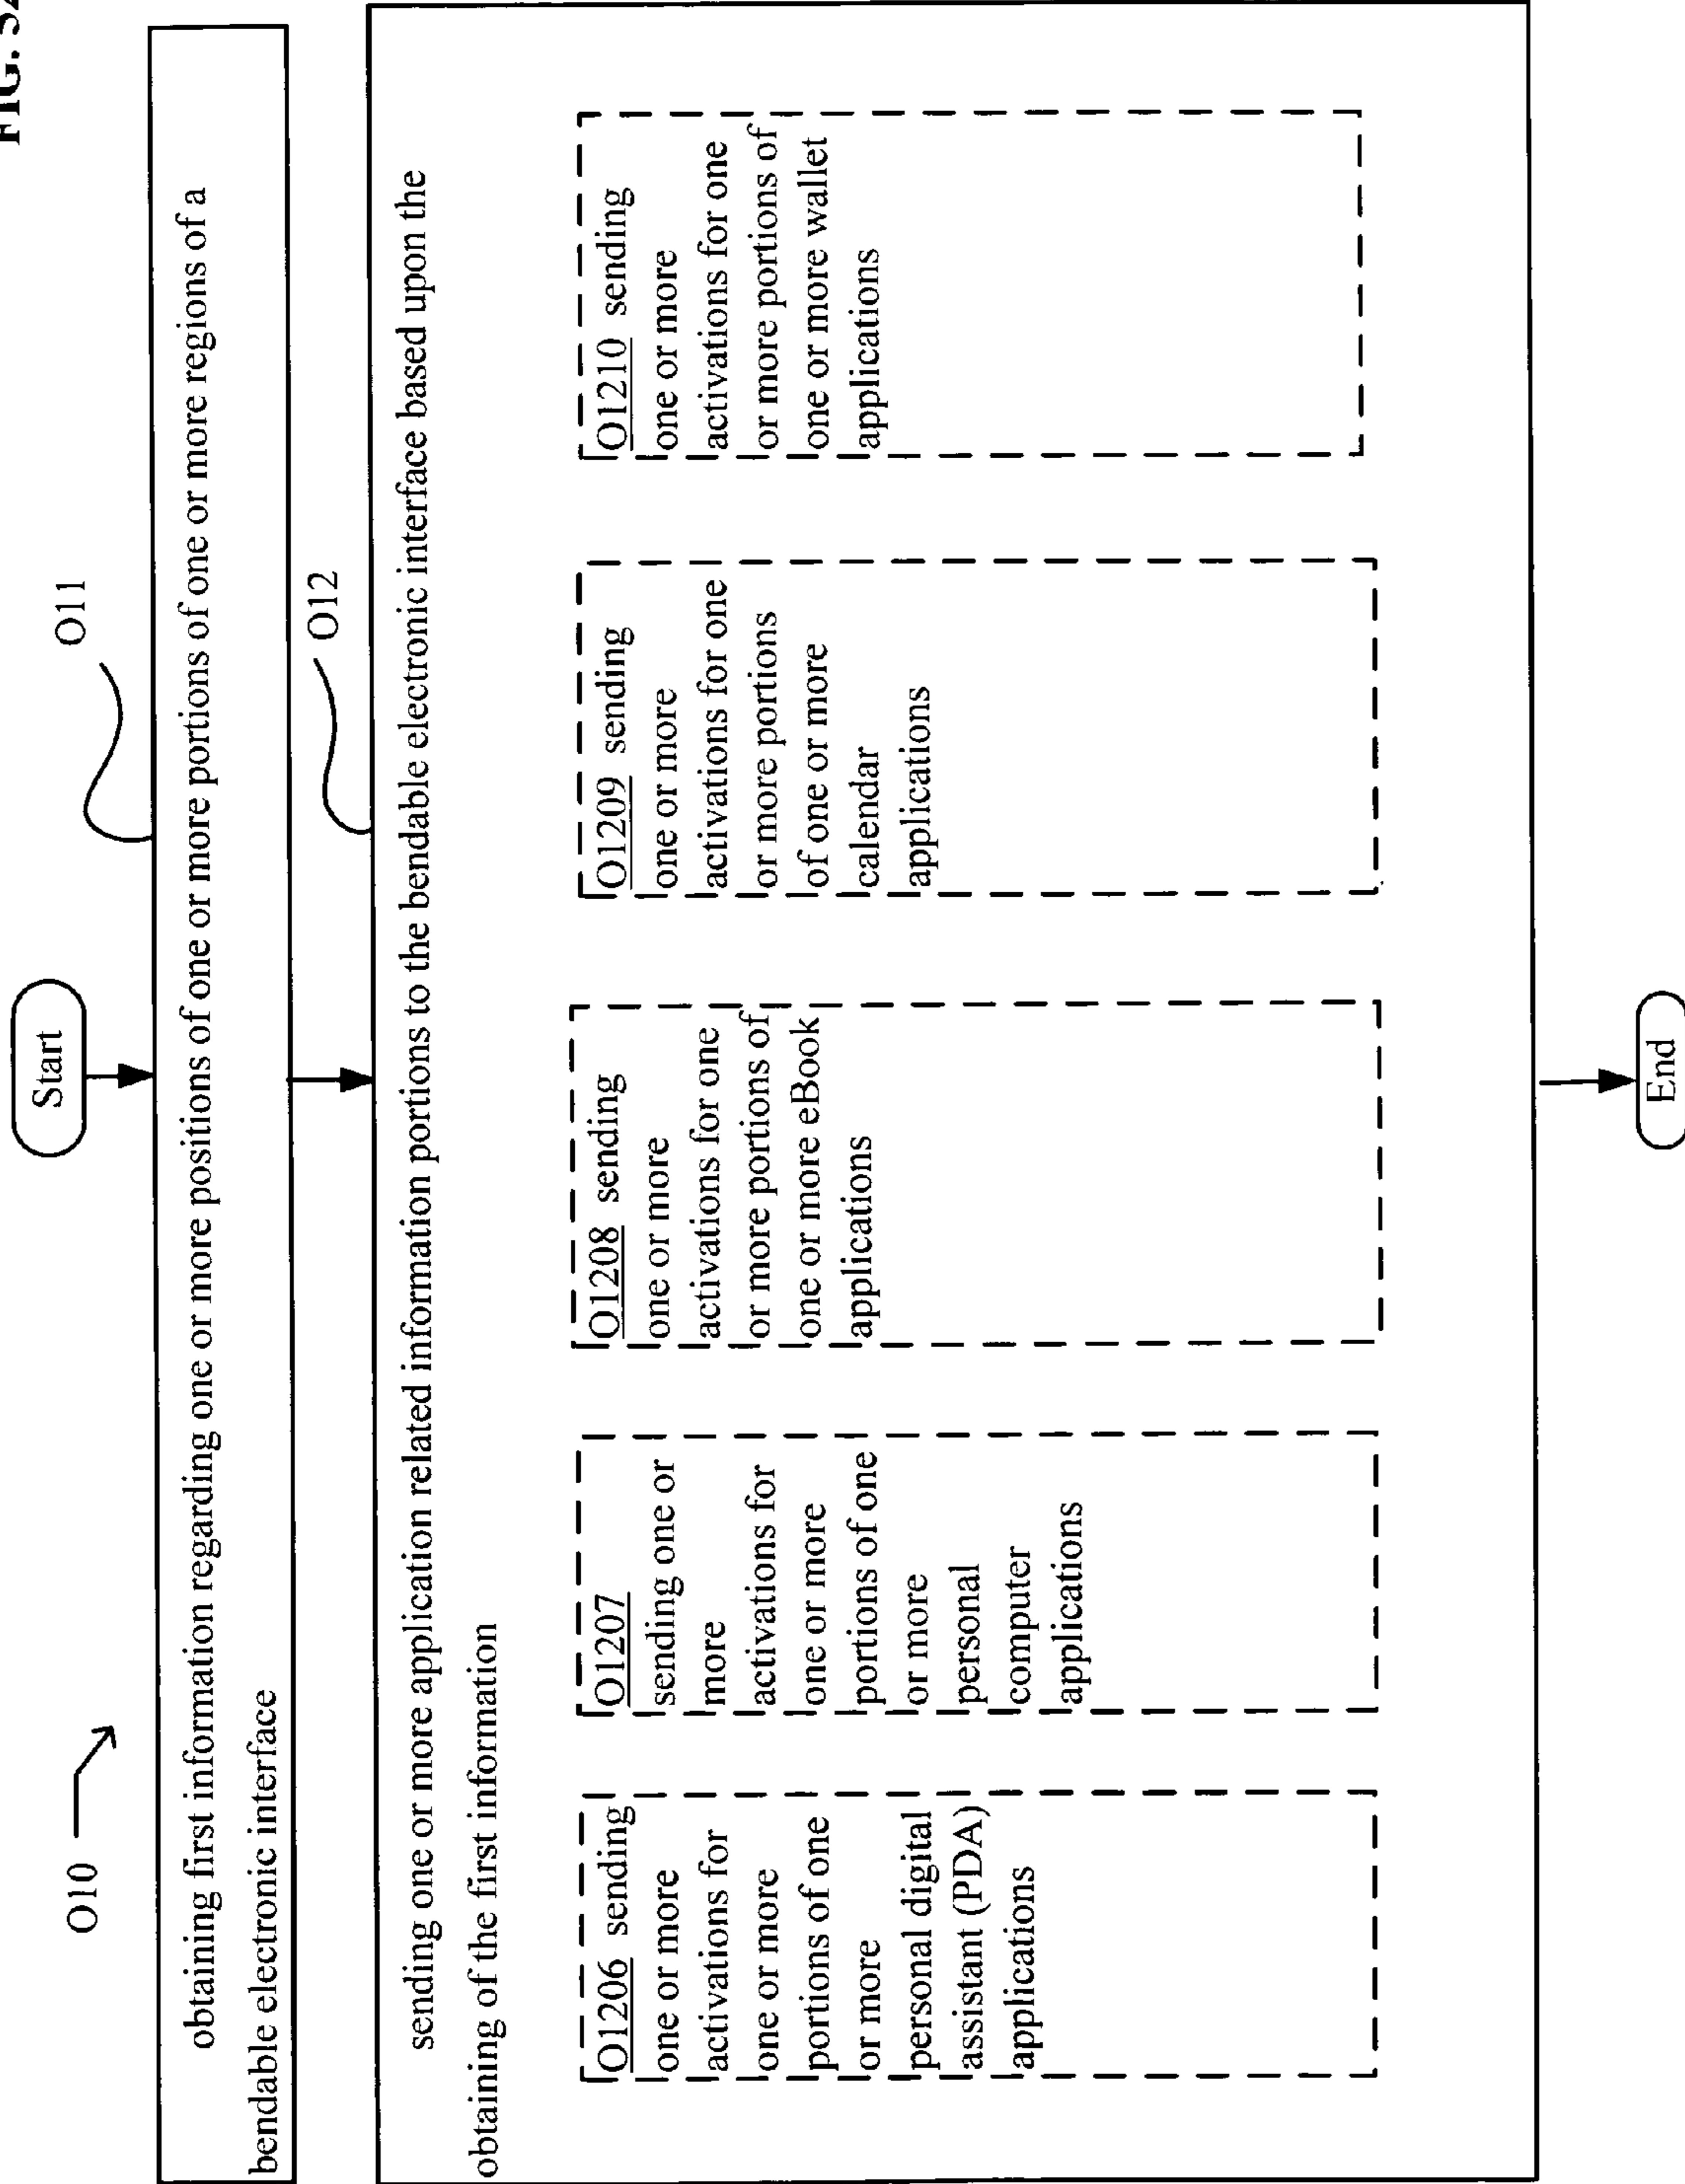 Start
O10
O11
obtaining first information regarding one or more positions of one or more portions of one or more regions of a
bendable electronic interface
O12
sending one or more application related information portions to the bendable electronic interface based upon the
obtaining of the first information
O1206 sending
one or more
activations for
one or more
portions of one
or more
personal digital
assistant (PDA)
applications
O1207
sending one or
more
activations for
one or more
portions of one
or more
personal
computer
applications
O1208 sending
one or more
activations for one
or more portions of
one or more eBook
applications
O1209 sending
one or more
activations for one
or more portions
of one or more
calendar
applications
O1210 sending
one or more
activations for one
or more portions of
one or more wallet
applications
End